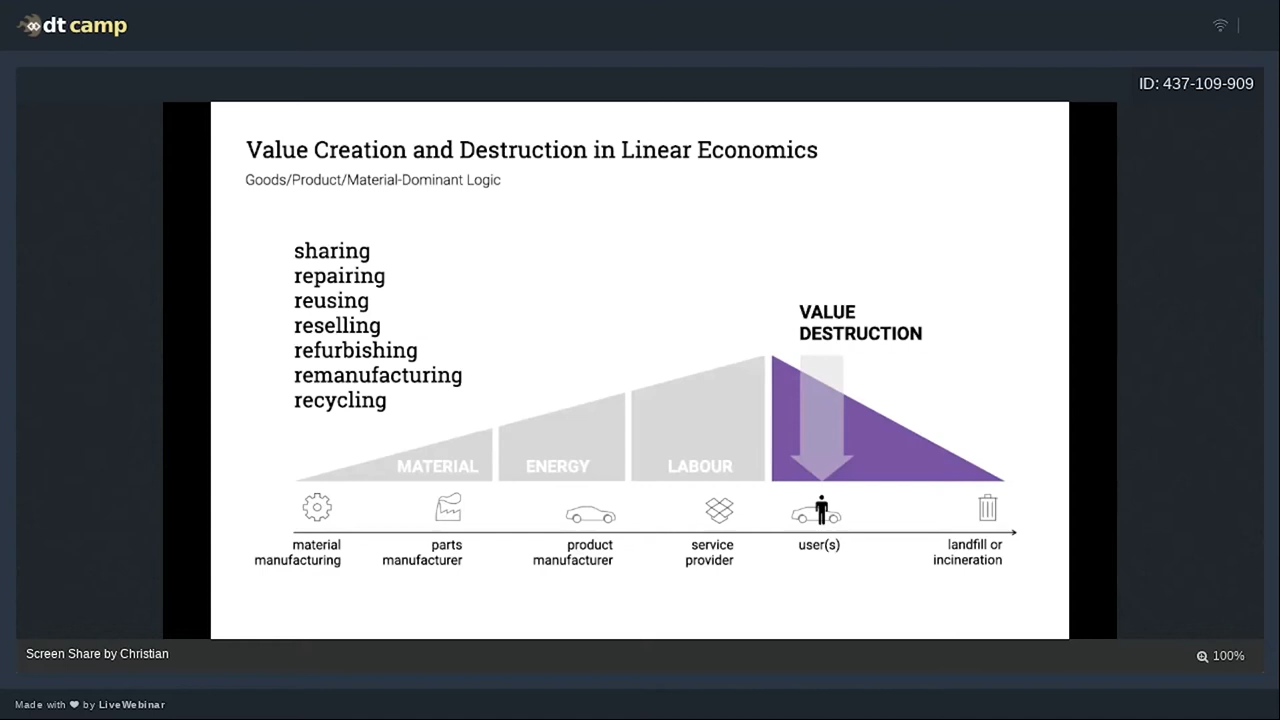 dt camp
ID: 437-109-909
Value Creation and Destruction in Linear Economics
Goods/Product/Material-Dominant Logic
sharing
repairing
reusing
reselling
refurbishing
remanufacturing
recycling
VALUE
DESTRUCTION
MATERIAL
ENERGY
LABOUR
material
manufacturing
parts
manufacturer
product
manufacturer
service
provider
user(s)
landfill or
incineration
Screen Share by Christian
100%
Made with ❤ by LiveWebinar